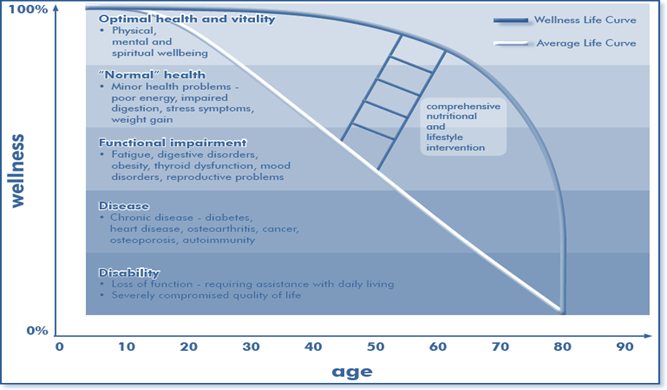 100%
Optimal health and vitality
• Physical,
mental and
spiritual wellbeing
Wellness Life Curve
Average Life Curve
“Normal” health
• Minor health problems -
poor energy, impaired
digestion, stress symptoms,
weight gain
comprehensive
nutritional
and
lifestyle
intervention
Functional impairment
• Fatigue, digestive disorders,
obesity, thyroid dysfunction, mood
disorders, reproductive problems
wellness
Disease
• Chronic disease - diabetes,
heart disease, osteoarthritis, cancer,
osteoporosis, autoimmunity
Disability
• Loss of function - requiring assistance with daily living
• Severely compromised quality of life
0%
0 10 20 30 40 50 60 70 80 90
age